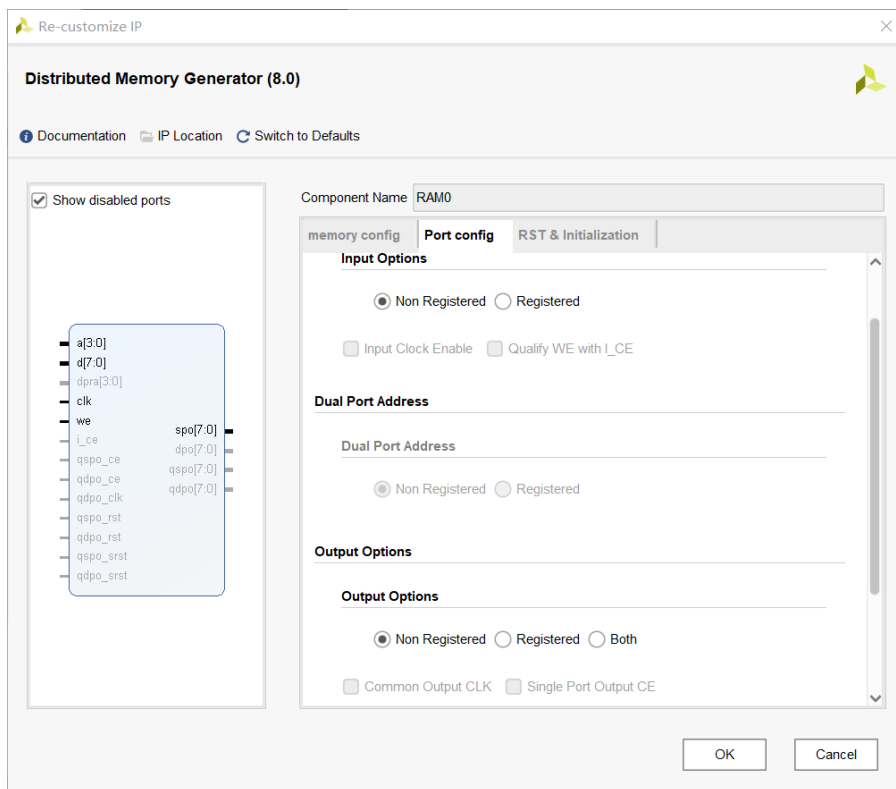 Re-customize IP
Distributed Memory Generator (8.0)
Documentation IP Location Switch to Defaults
Show disabled ports
a[3:0]
d[7:0]
dpra[3:0]
clk
we
i_ce
qspo_ce
qdpo_ce
qdpo_clk
qspo_rst
qdpo_rst
qspo_srst
qdpo_srst
spo[7:0]
dpo[7:0]
qspo[7:0]
qdpo[7:0]
Component Name RAM0
memory config Port config RST & Initialization
Input Options
Non Registered Registered
Input Clock Enable Qualify WE with I_CE
Dual Port Address
Dual Port Address
Non Registered Registered
Output Options
Output Options
Non Registered Registered Both
Common Output CLK Single Port Output CE
OK Cancel